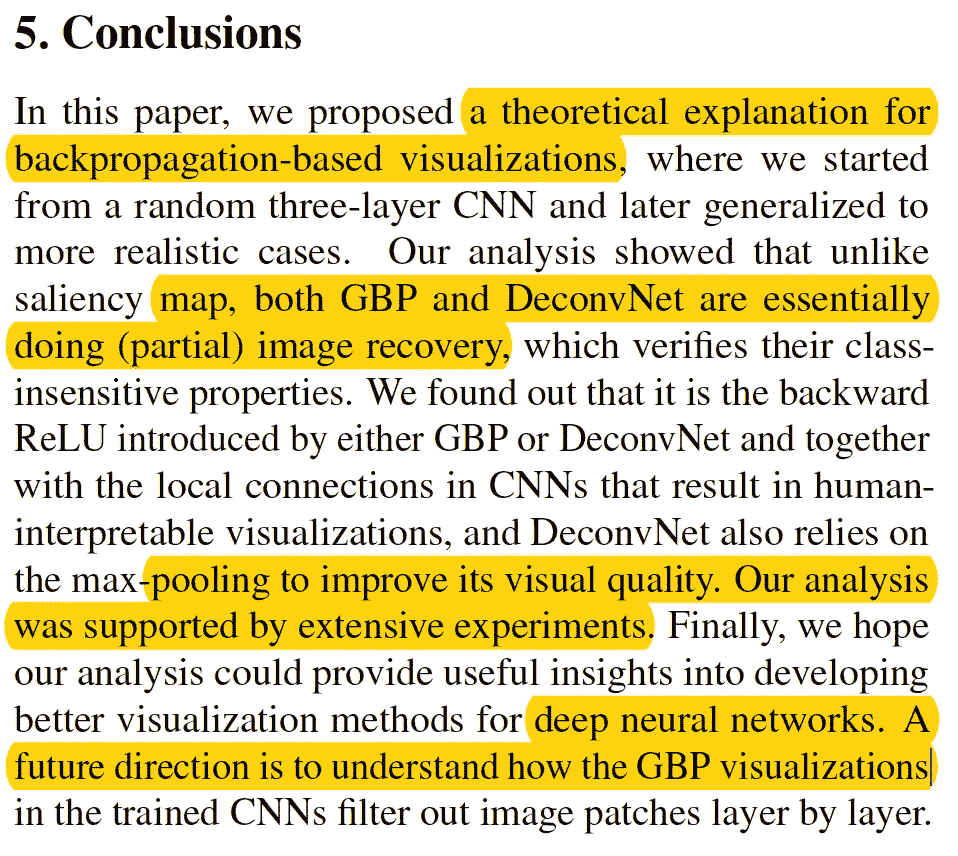 5. Conclusions
In this paper, we proposed a theoretical explanation for
backpropagation-based visualizations, where we started
from a random three-layer CNN and later generalized to
more realistic cases. Our analysis showed that unlike
saliency map, both GBP and DeconvNet are essentially
doing (partial) image recovery, which verifies their class-
insensitive properties. We found out that it is the backward
ReLU introduced by either GBP or DeconvNet and together
with the local connections in CNNs that result in human-
interpretable visualizations, and DeconvNet also relies on
the max-pooling to improve its visual quality. Our analysis
was supported by extensive experiments. Finally, we hope
our analysis could provide useful insights into developing
better visualization methods for deep neural networks. A
future direction is to understand how the GBP visualizations
in the trained CNNs filter out image patches layer by layer.